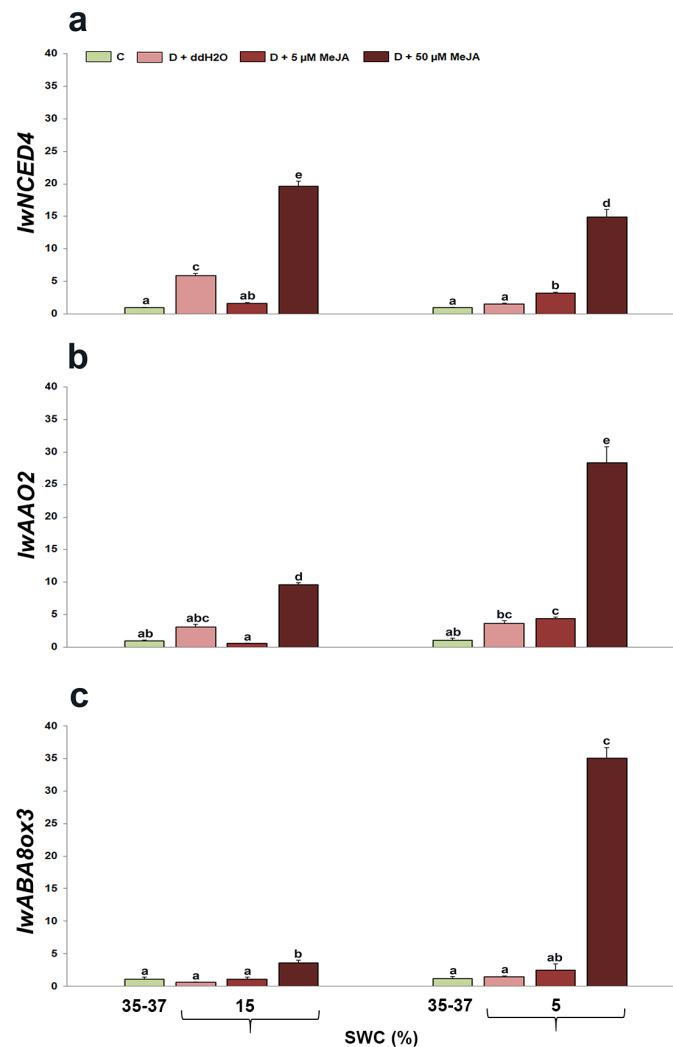 a
C D + ddH2O D + 5 µM MeJA D + 50 µM MeJA
IwNCED4
40
35
30
25
20
15
10
5
0
a c ab e a a b d
b
IwAAO2
40
35
30
25
20
15
10
5
0
ab abc a d ab bc c e
c
IwABA8ox3
40
35
30
25
20
15
10
5
0
a a a b a a ab c
35-37 15 35-37 5
SWC (%)